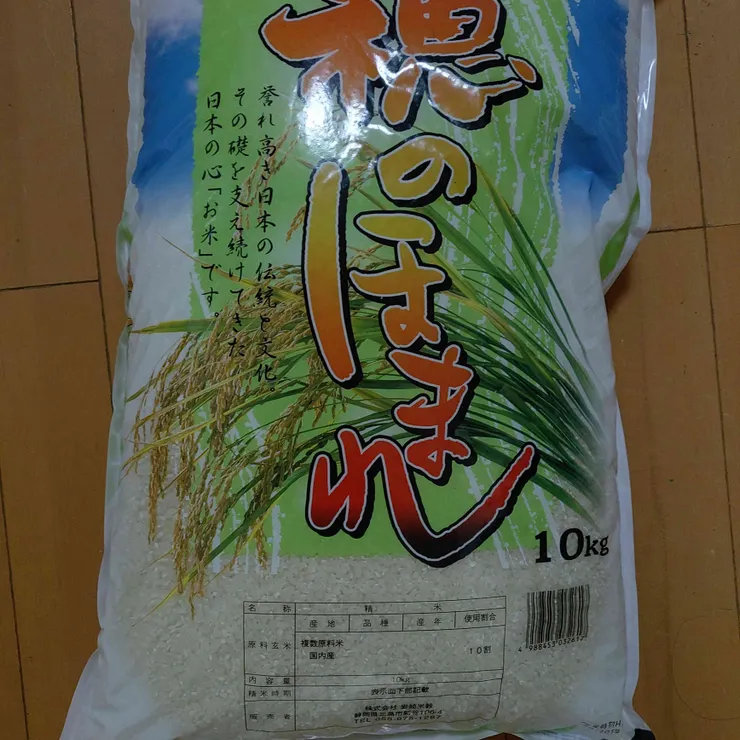 穂のほまれ
誉れ高き日本の伝統と文化。
その礎を支え続けてきた
日本の心「お米」です。
10kg
名称 精米
原料玄米 産地 品種 産年 使用割合
複数原料米
国内産 10割
内容量 10kg
精米時期
販売者